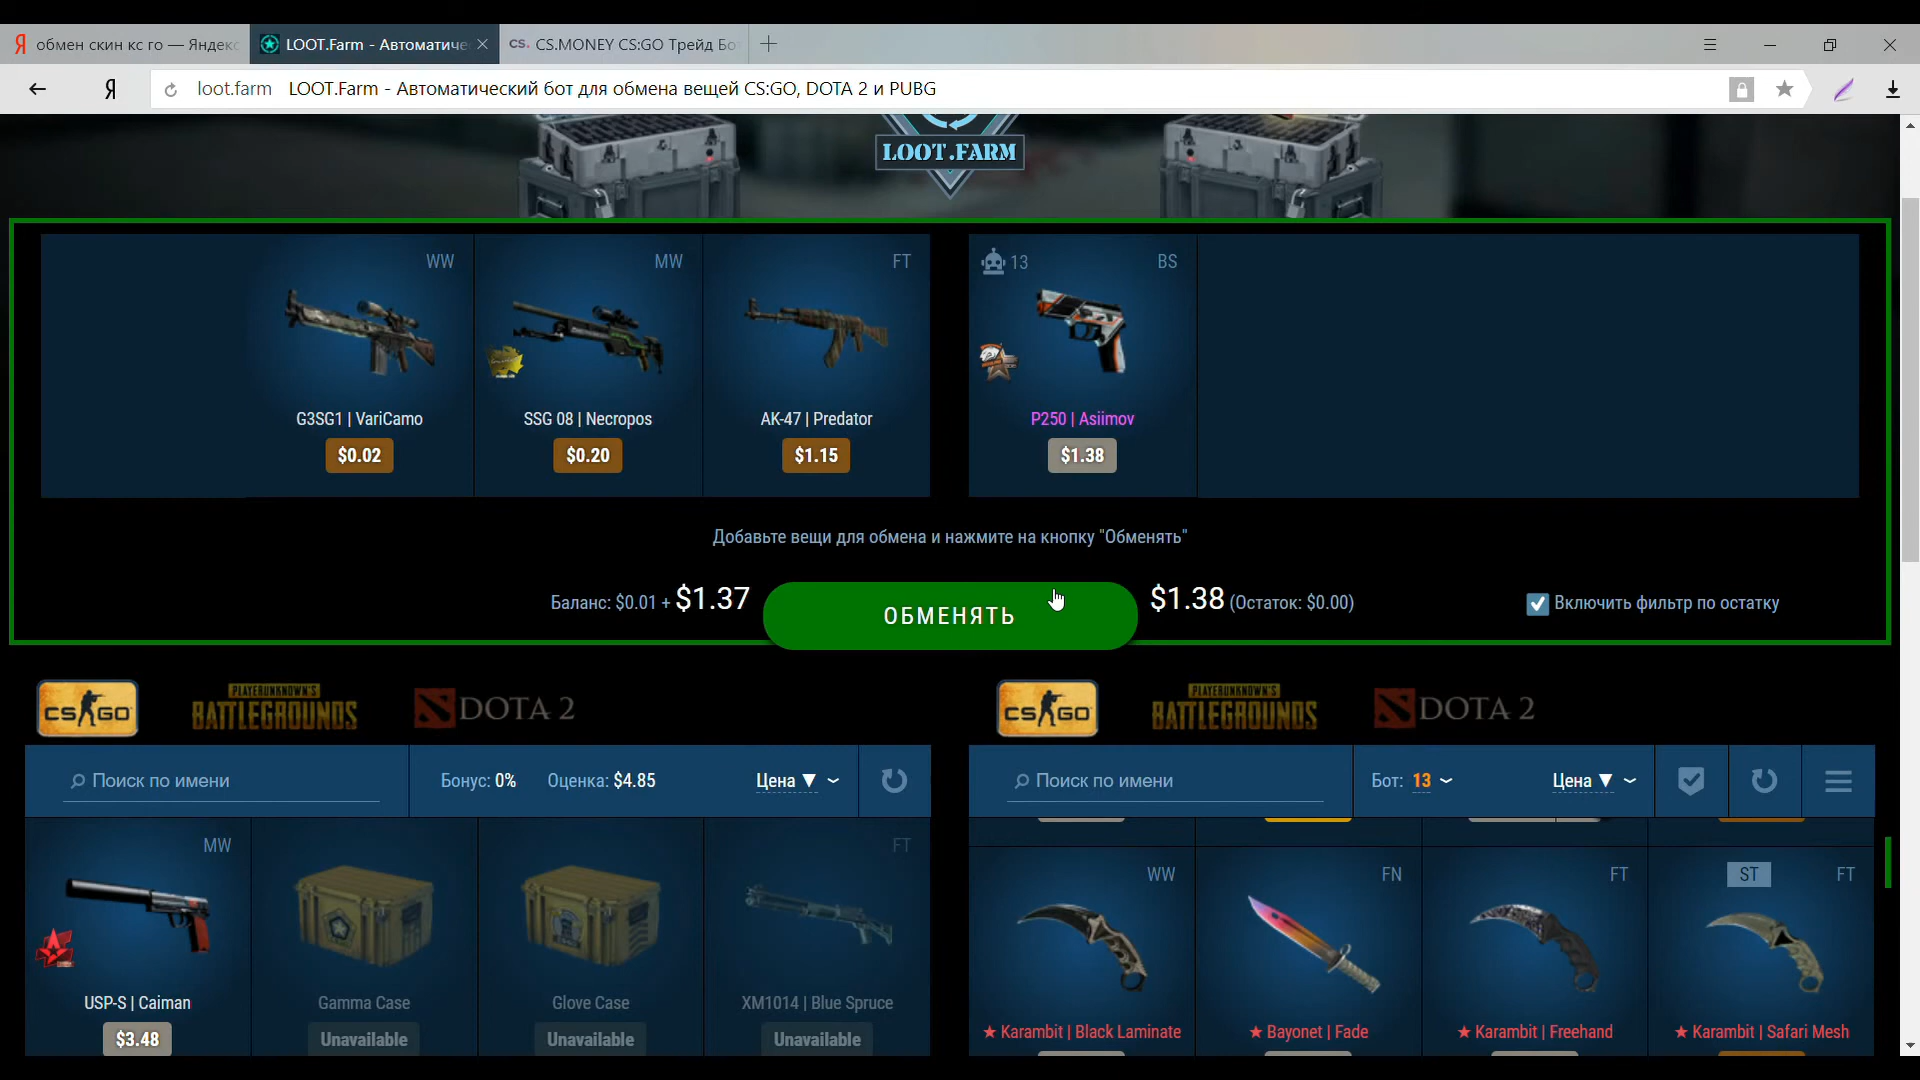 Я обмен скин кс го — Яндекс
LOOT.Farm - Автоматиче
CS. CS.MONEY CS:GO Трейд Бот
Я
loot.farm LOOT.Farm - Автоматический бот для обмена вещей CS:GO, DOTA 2 и PUBG
LOOT.FARM
WW
MW
FT
13
BS
G3SG1 | VariCamo
SSG 08 | Necropos
AK-47 | Predator
P250 | Asiimov
$0.02
$0.20
$1.15
$1.38
Добавьте вещи для обмена и нажмите на кнопку "Обменять"
Баланс: $0.01 + $1.37
ОБМЕНЯТЬ
$1.38 (Остаток: $0.00)
Включить фильтр по остатку
CS GO
PLAYERUNKNOWN'S
BATTLEGROUNDS
DOTA 2
CS GO
PLAYERUNKNOWN'S
BATTLEGROUNDS
DOTA 2
Поиск по имени
Бонус: 0%
Оценка: $4.85
Цена ▼
Поиск по имени
Бот: 13
Цена ▼
MW
FT
WW
FN
FT
ST
FT
USP-S | Caiman
Gamma Case
Glove Case
XM1014 | Blue Spruce
★ Karambit | Black Laminate
★ Bayonet | Fade
★ Karambit | Freehand
★ Karambit | Safari Mesh
$3.48
Unavailable
Unavailable
Unavailable